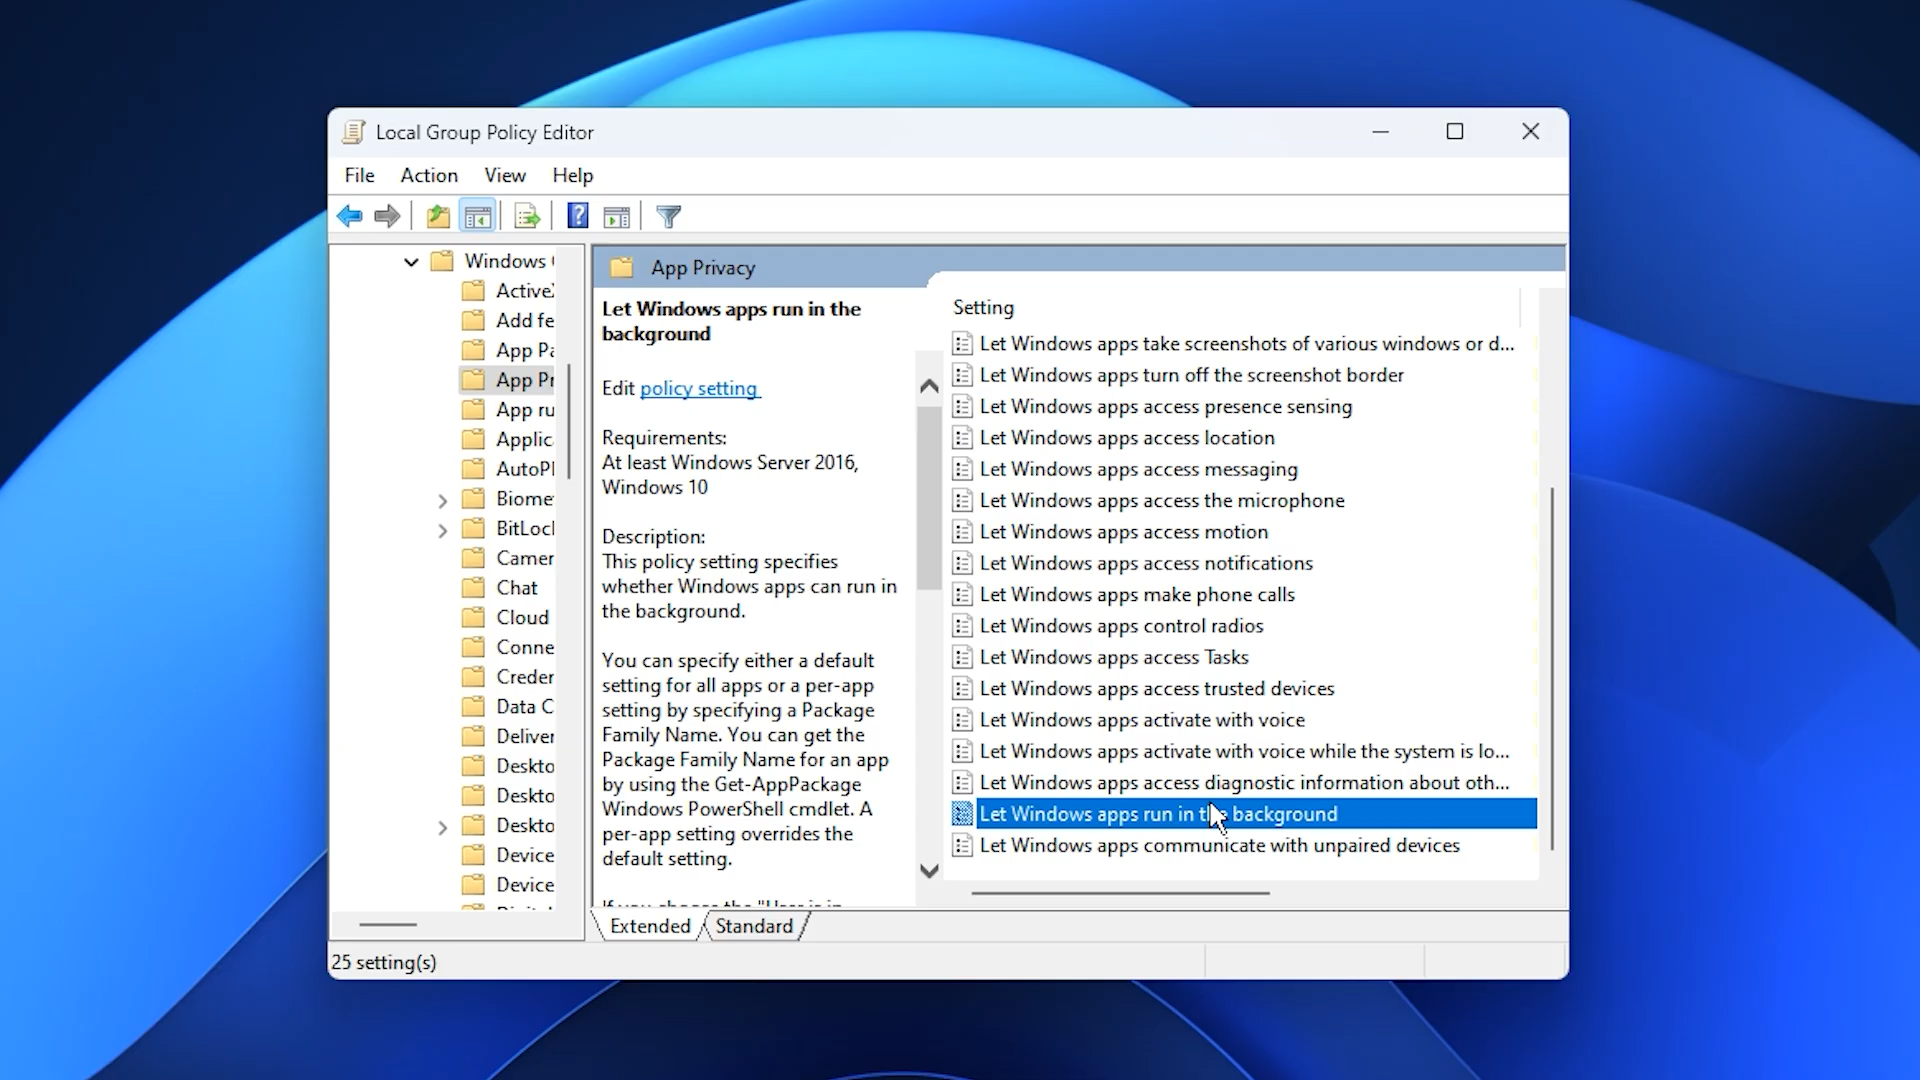 Local Group Policy Editor
File Action View Help
Windows
Active
Add fe
App Pa
App Pr
App ru
Applic
AutoPl
Biome
BitLoc
Camer
Chat
Cloud
Conne
Creder
Data C
Deliver
Deskto
Deskto
Deskto
Device
Device
App Privacy
Let Windows apps run in the
background
Edit policy setting
Requirements:
At least Windows Server 2016,
Windows 10
Description:
This policy setting specifies
whether Windows apps can run in
the background.
You can specify either a default
setting for all apps or a per-app
setting by specifying a Package
Family Name. You can get the
Package Family Name for an app
by using the Get-AppPackage
Windows PowerShell cmdlet. A
per-app setting overrides the
default setting.
Setting
Let Windows apps take screenshots of various windows or d...
Let Windows apps turn off the screenshot border
Let Windows apps access presence sensing
Let Windows apps access location
Let Windows apps access messaging
Let Windows apps access the microphone
Let Windows apps access motion
Let Windows apps access notifications
Let Windows apps make phone calls
Let Windows apps control radios
Let Windows apps access Tasks
Let Windows apps access trusted devices
Let Windows apps activate with voice
Let Windows apps activate with voice while the system is lo...
Let Windows apps access diagnostic information about oth...
Let Windows apps run in the background
Let Windows apps communicate with unpaired devices
Extended Standard
25 setting(s)